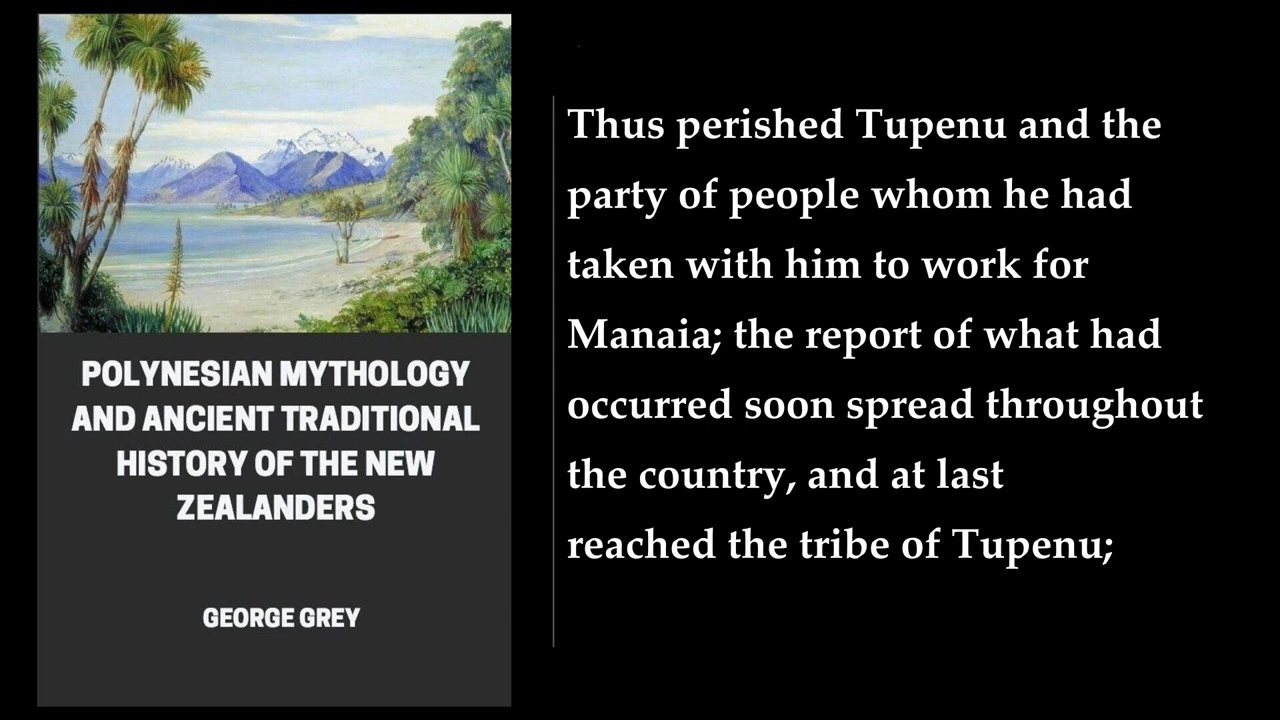 POLYNESIAN MYTHOLOGY
AND ANCIENT TRADITIONAL
HISTORY OF THE NEW
ZEALANDERS
GEORGE GREY
Thus perished Tupenu and the
party of people whom he had
taken with him to work for
Manaia; the report of what had
occurred soon spread throughout
the country, and at last
reached the tribe of Tupenu;